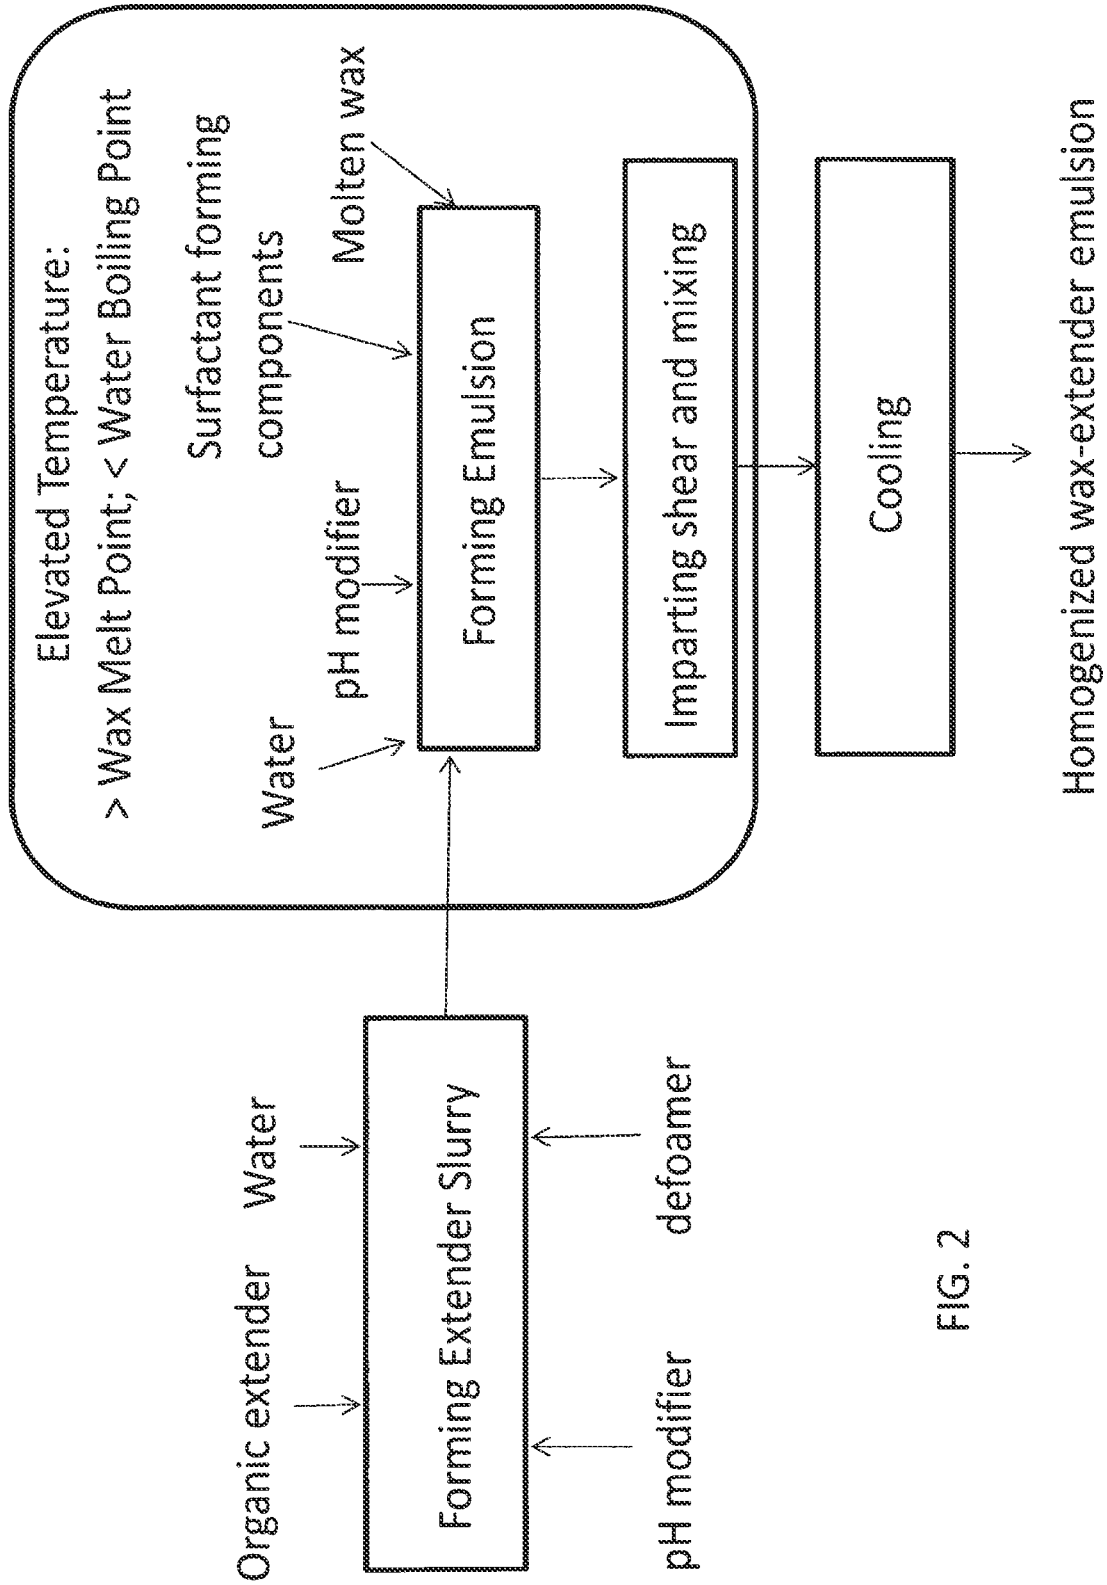 Elevated Temperature:
> Wax Melt Point; < Water Boiling Point
Organic extender
Water
Forming Extender Slurry
pH modifier
defoamer
Water
pH modifier
Surfactant forming
components
Molten wax
Forming Emulsion
Imparting shear and mixing
Cooling
Homogenized wax-extender emulsion
FIG. 2